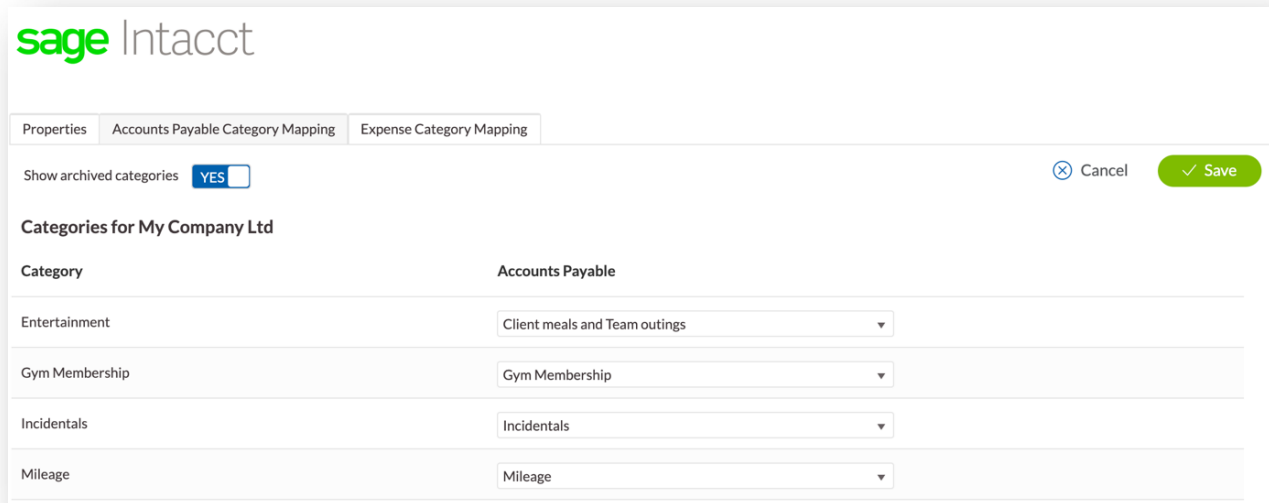 sage Intacct
Properties Accounts Payable Category Mapping Expense Category Mapping
Show archived categories YES Cancel Save
Categories for My Company Ltd
Category Accounts Payable
Entertainment Client meals and Team outings
Gym Membership Gym Membership
Incidentals Incidentals
Mileage Mileage